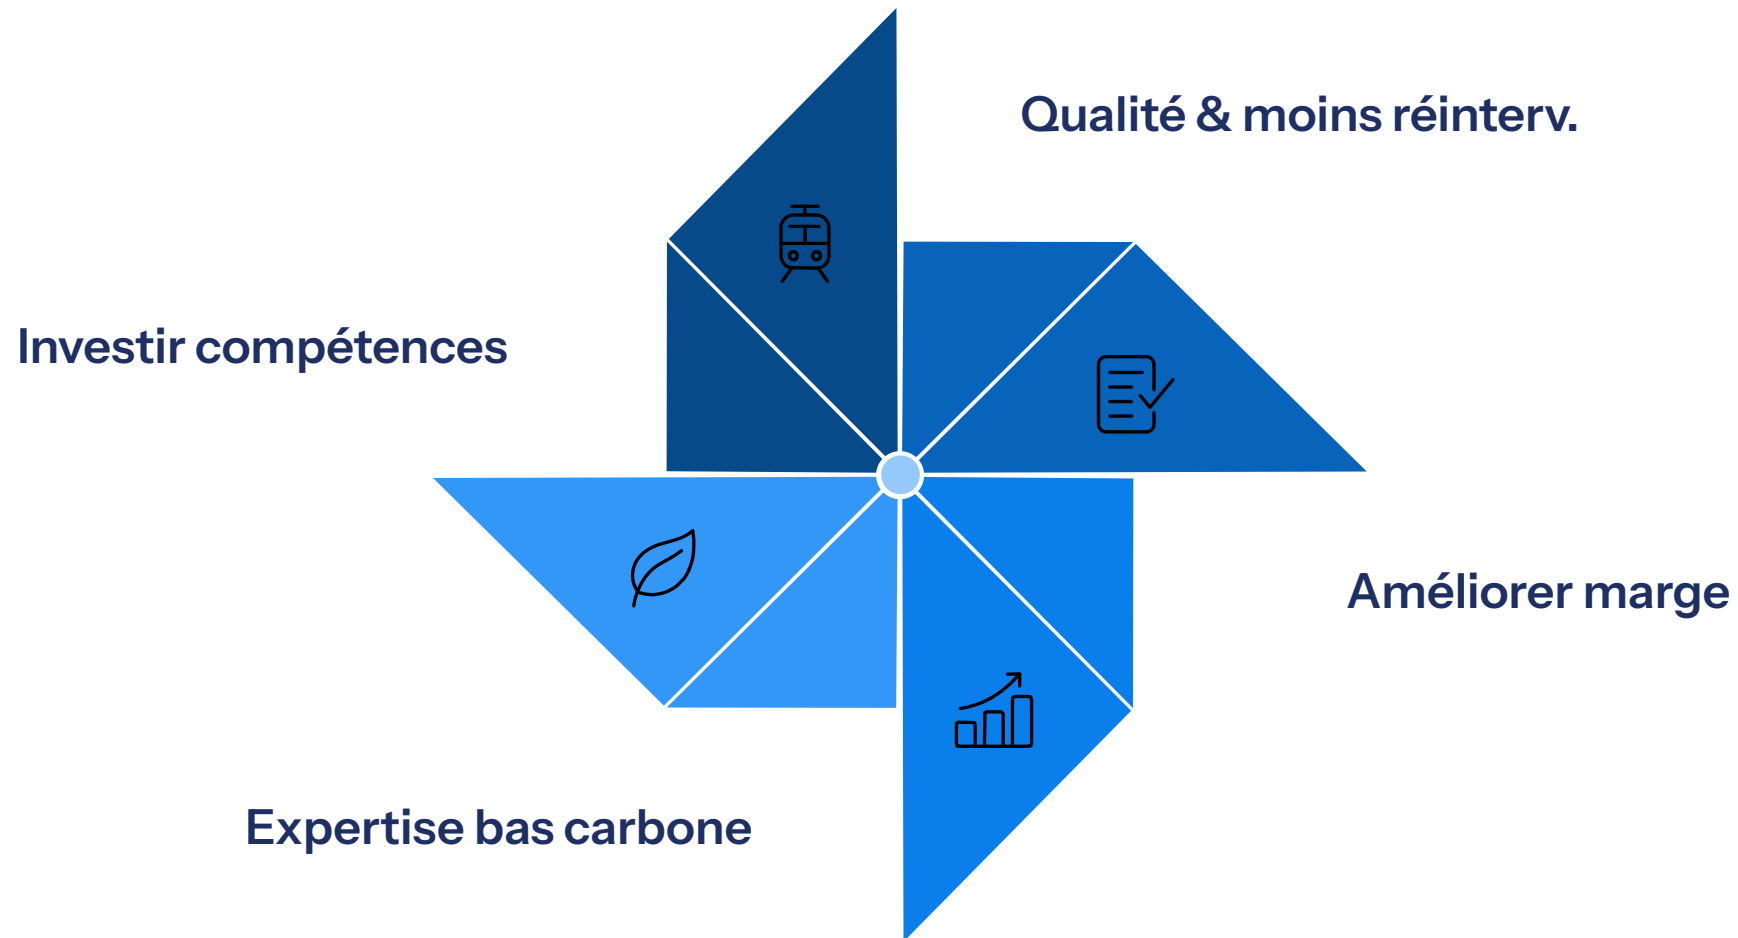 Qualité & moins réinterv.
Investir compétences
Améliorer marge
Expertise bas carbone